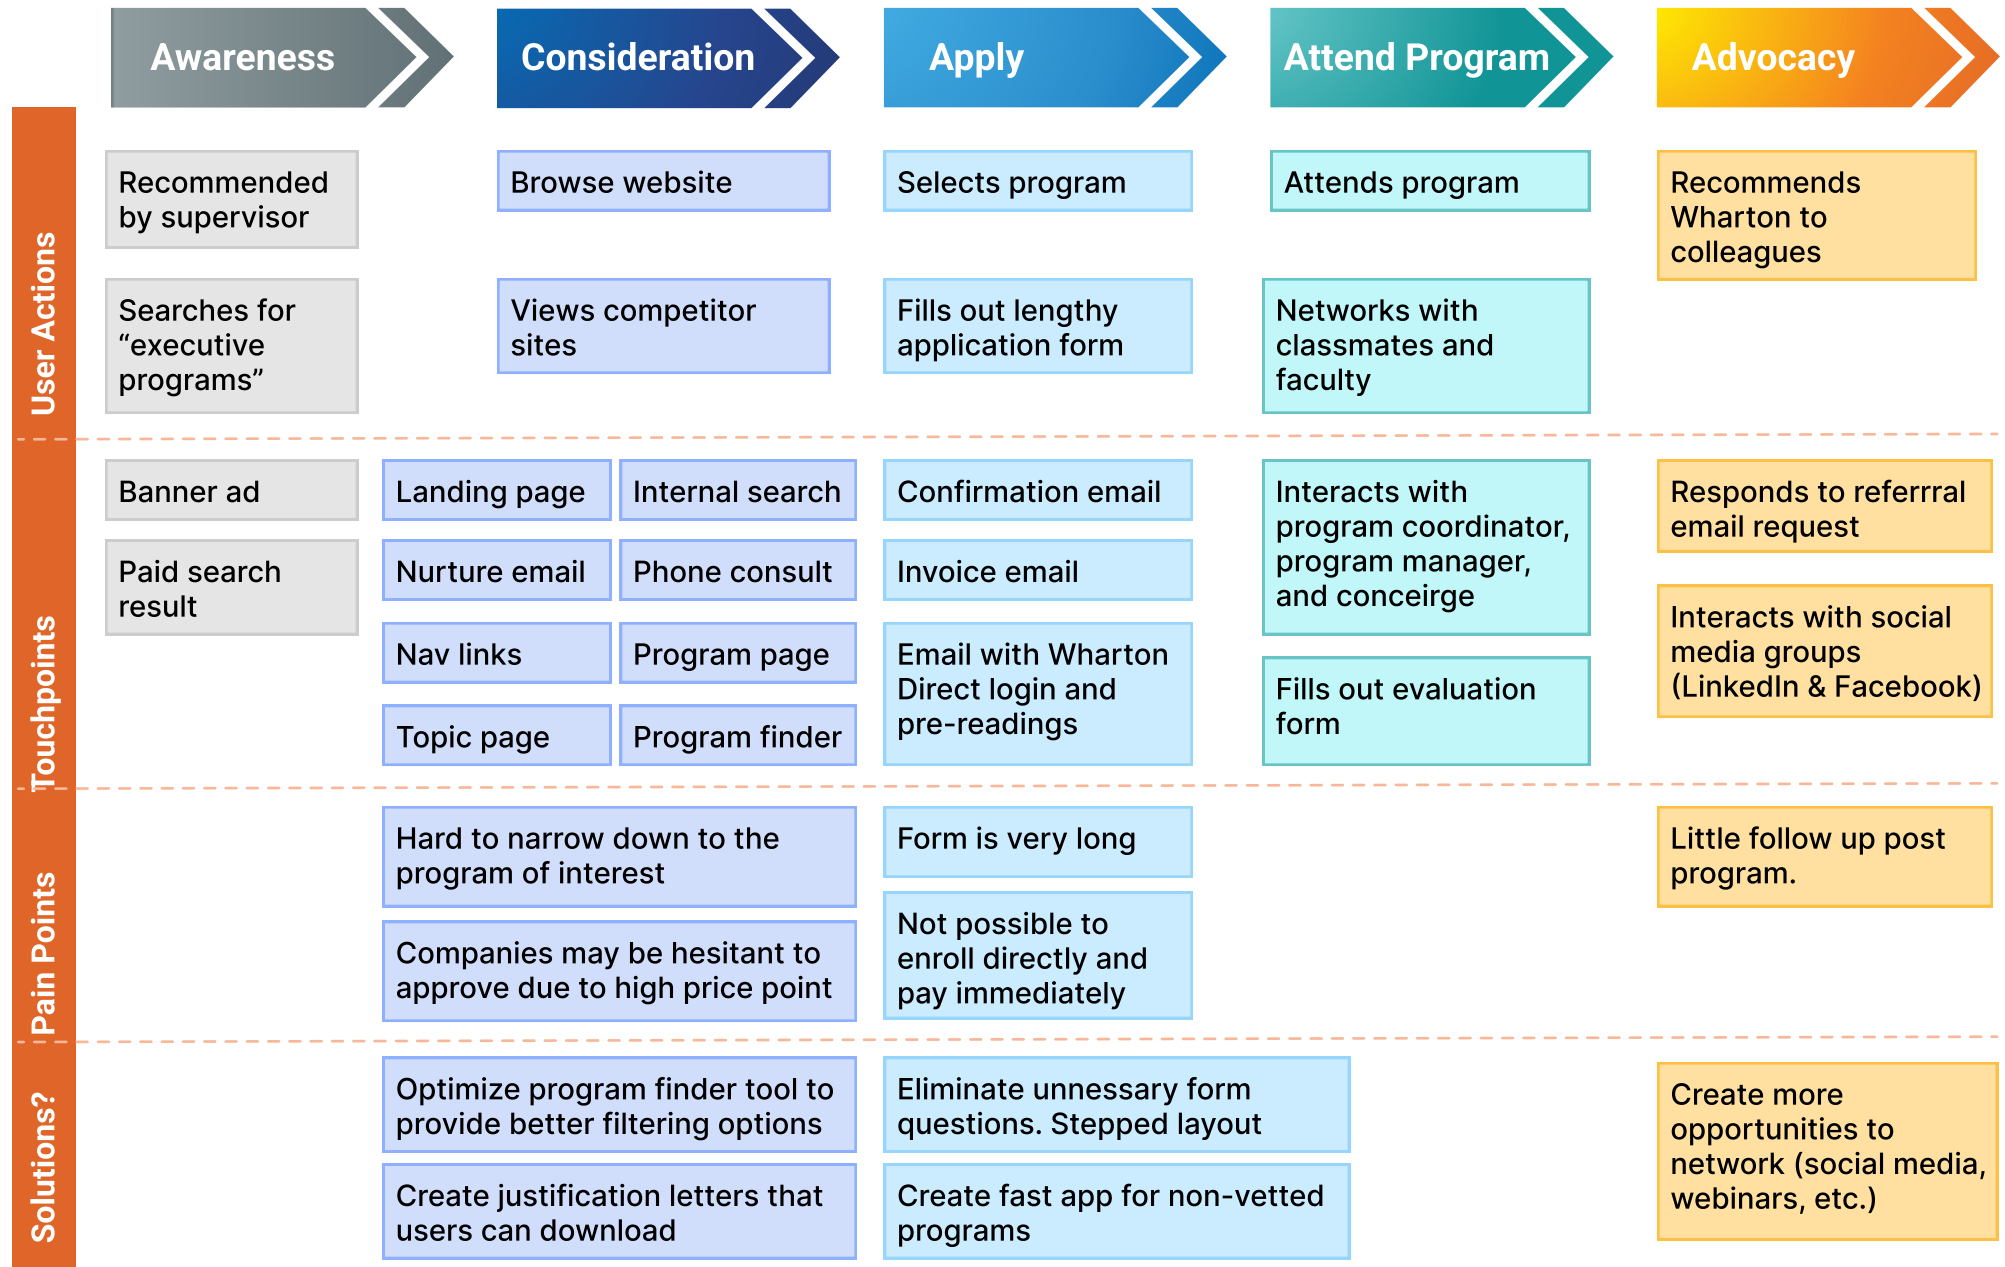 Awareness
Consideration
Apply
Attend Program
Advocacy
User Actions
Recommended
by supervisor
Searches for
“executive
programs”
Browse website
Views competitor
sites
Selects program
Fills out lengthy
application form
Attends program
Networks with
classmates and
faculty
Recommends
Wharton to
colleagues
Touchpoints
Banner ad
Paid search
result
Landing page
Internal search
Nurture email
Phone consult
Nav links
Program page
Topic page
Program finder
Confirmation email
Invoice email
Email with Wharton
Direct login and
pre-readings
Interacts with
program coordinator,
program manager,
and conceirge
Fills out evaluation
form
Responds to referrral
email request
Interacts with social
media groups
(LinkedIn & Facebook)
Pain Points
Hard to narrow down to the
program of interest
Companies may be hesitant to
approve due to high price point
Form is very long
Not possible to
enroll directly and
pay immediately
Little follow up post
program.
Solutions?
Optimize program finder tool to
provide better filtering options
Create justification letters that
users can download
Eliminate unnessary form
questions. Stepped layout
Create fast app for non-vetted
programs
Create more
opportunities to
network (social media,
webinars, etc.)